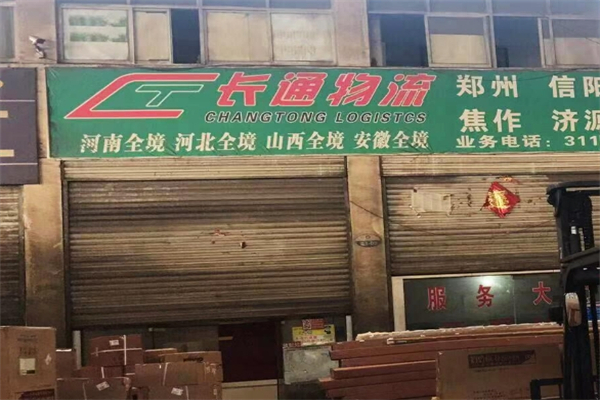 长通物流
CHANGTONG LOGISTCS
河南全境 河北全境 山西全境 安徽全境
郑州 信阳
焦作 济源
业务电话：311
服务大